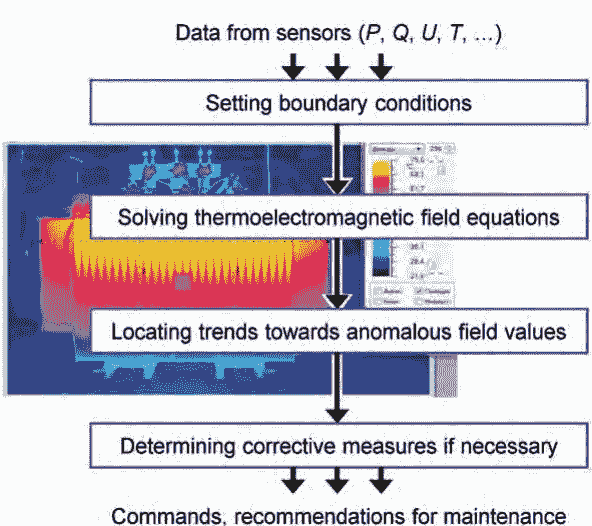 Data from sensors (P, Q, U, T, ...)
Setting boundary conditions
Solving thermoelectromagnetic field equations
Locating trends towards anomalous field values
Determining corrective measures if necessary
Commands, recommendations for maintenance